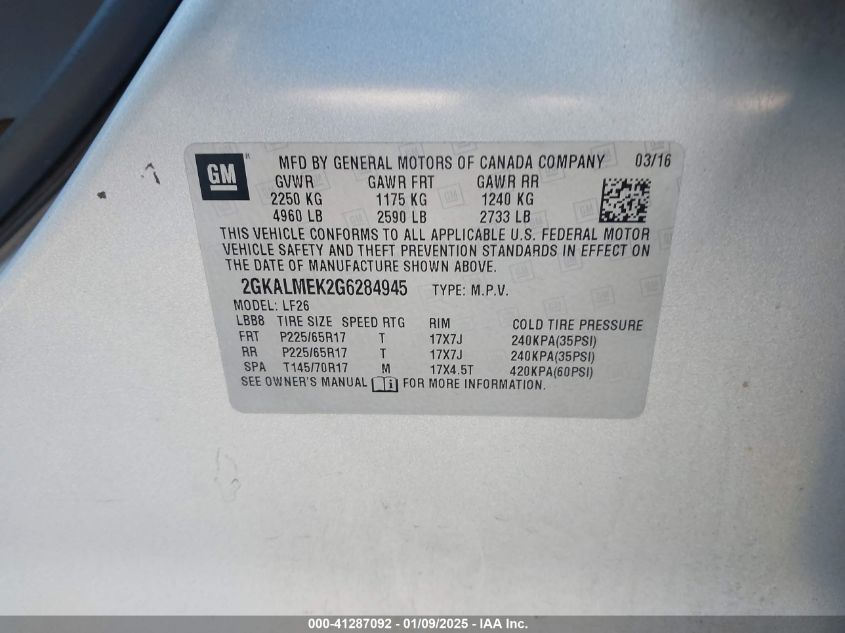 GM
MFD BY GENERAL MOTORS OF CANADA COMPANY 03/16
GVWR GAWR FRT GAWR RR
2250 KG 1175 KG 1240 KG
4960 LB 2590 LB 2733 LB
THIS VEHICLE CONFORMS TO ALL APPLICABLE U.S. FEDERAL MOTOR
VEHICLE SAFETY AND THEFT PREVENTION STANDARDS IN EFFECT ON
THE DATE OF MANUFACTURE SHOWN ABOVE.
2GKALMEK2G6284945 TYPE: M.P.V.
MODEL: LF26
LBB8 TIRE SIZE SPEED RTG RIM COLD TIRE PRESSURE
FRT P225/65R17 T 17X7J 240KPA(35PSI)
RR P225/65R17 T 17X7J 240KPA(35PSI)
SPA T145/70R17 M 17X4.5T 420KPA(60PSI)
SEE OWNER'S MANUAL FOR MORE INFORMATION.
000-41287092 - 01/09/2025 - IAA Inc.